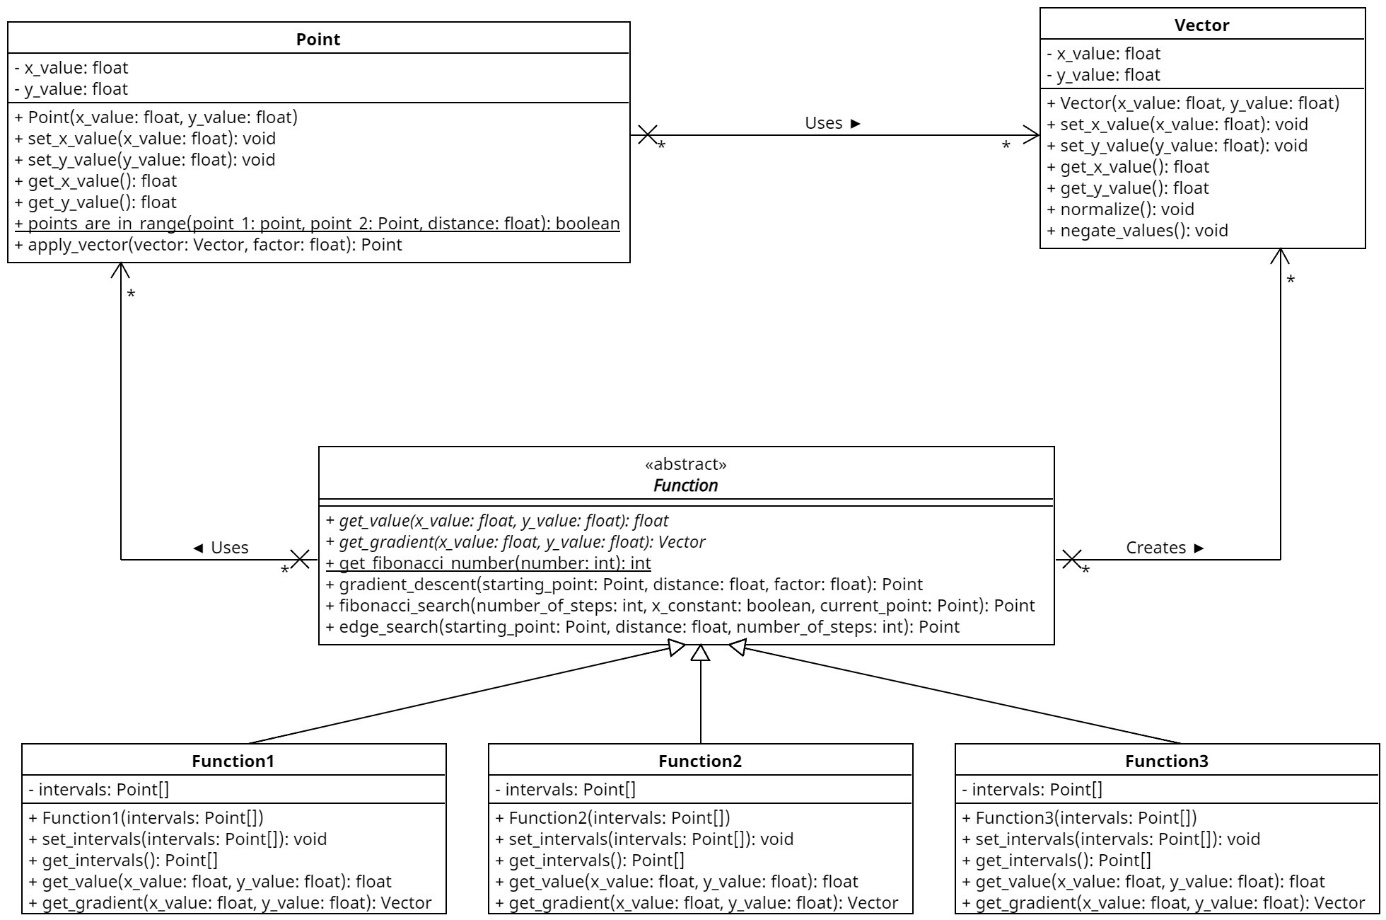 Point
- x_value: float
- y_value: float
+ Point(x_value: float, y_value: float)
+ set_x_value(x_value: float): void
+ set_y_value(y_value: float): void
+ get_x_value(): float
+ get_y_value(): float
+ points_are_in_range(point_1: point, point_2: Point, distance: float): boolean
+ apply_vector(vector: Vector, factor: float): Point
Uses ►
*
*
Vector
- x_value: float
- y_value: float
+ Vector(x_value: float, y_value: float)
+ set_x_value(x_value: float): void
+ set_y_value(y_value: float): void
+ get_x_value(): float
+ get_y_value(): float
+ normalize(): void
+ negate_values(): void
*
*
◄ Uses
*
«abstract»
Function
+ get_value(x_value: float, y_value: float): float
+ get_gradient(x_value: float, y_value: float): Vector
+ get_fibonacci_number(number: int): int
+ gradient_descent(starting_point: Point, distance: float, factor: float): Point
+ fibonacci_search(number_of_steps: int, x_constant: boolean, current_point: Point): Point
+ edge_search(starting_point: Point, distance: float, number_of_steps: int): Point
Creates ►
*
Function1
- intervals: Point[]
+ Function1(intervals: Point[])
+ set_intervals(intervals: Point[]): void
+ get_intervals(): Point[]
+ get_value(x_value: float, y_value: float): float
+ get_gradient(x_value: float, y_value: float): Vector
Function2
- intervals: Point[]
+ Function2(intervals: Point[])
+ set_intervals(intervals: Point[]): void
+ get_intervals(): Point[]
+ get_value(x_value: float, y_value: float): float
+ get_gradient(x_value: float, y_value: float): Vector
Function3
- intervals: Point[]
+ Function3(intervals: Point[])
+ set_intervals(intervals: Point[]): void
+ get_intervals(): Point[]
+ get_value(x_value: float, y_value: float): float
+ get_gradient(x_value: float, y_value: float): Vector